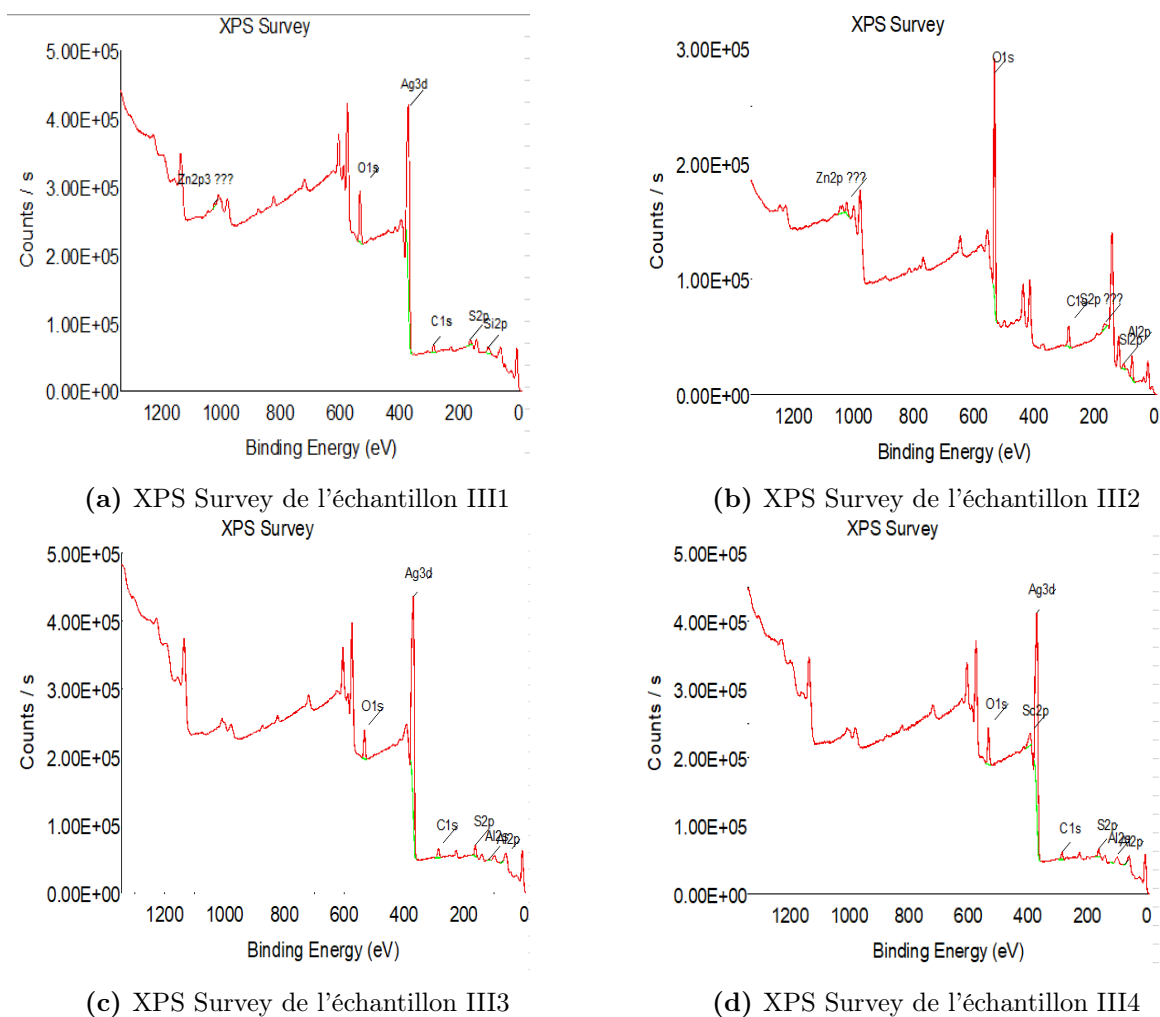 XPS Survey
5.00E+05
4.00E+05
3.00E+05
2.00E+05
1.00E+05
0.00E+00
Counts / s
Ag3d
O1s
Zn2p3 ???
C1s
S2p
Si2p
1200 1000 800 600 400 200 0
Binding Energy (eV)
(a) XPS Survey de l'échantillon III1
XPS Survey
3.00E+05
2.00E+05
1.00E+05
0.00E+00
Counts / s
O1s
Zn2p ???
C1s
S2p ???
Al2p
Si2p
1200 1000 800 600 400 200 0
Binding Energy (eV)
(b) XPS Survey de l'échantillon III2
XPS Survey
5.00E+05
4.00E+05
3.00E+05
2.00E+05
1.00E+05
0.00E+00
Counts / s
Ag3d
O1s
C1s
S2p
Al2s
Al2p
1200 1000 800 600 400 200 0
Binding Energy (eV)
(c) XPS Survey de l'échantillon III3
XPS Survey
5.00E+05
4.00E+05
3.00E+05
2.00E+05
1.00E+05
0.00E+00
Counts / s
Ag3d
O1s
Sc2p
C1s
S2p
Al2s
Al2p
1200 1000 800 600 400 200 0
Binding Energy (eV)
(d) XPS Survey de l'échantillon III4